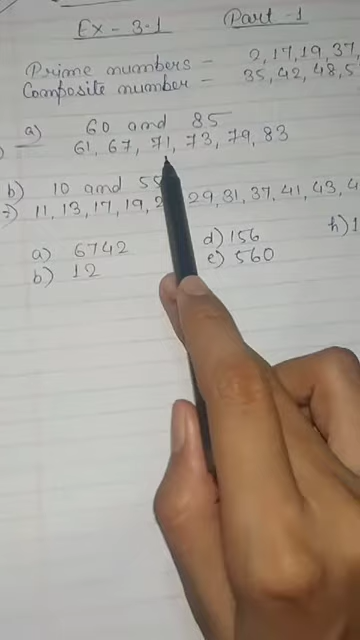 Ex - 3.1 Part - 1
Prime numbers - 2, 17, 19, 37,
Composite number - 35, 42, 48, 5
a) 60 and 85
61, 67, 71, 73, 79, 83
b) 10 and 55
11, 13, 17, 19, 2 29, 31, 37, 41, 43, 4
a) 6742 d) 156 h) 1
b) 12 e) 560